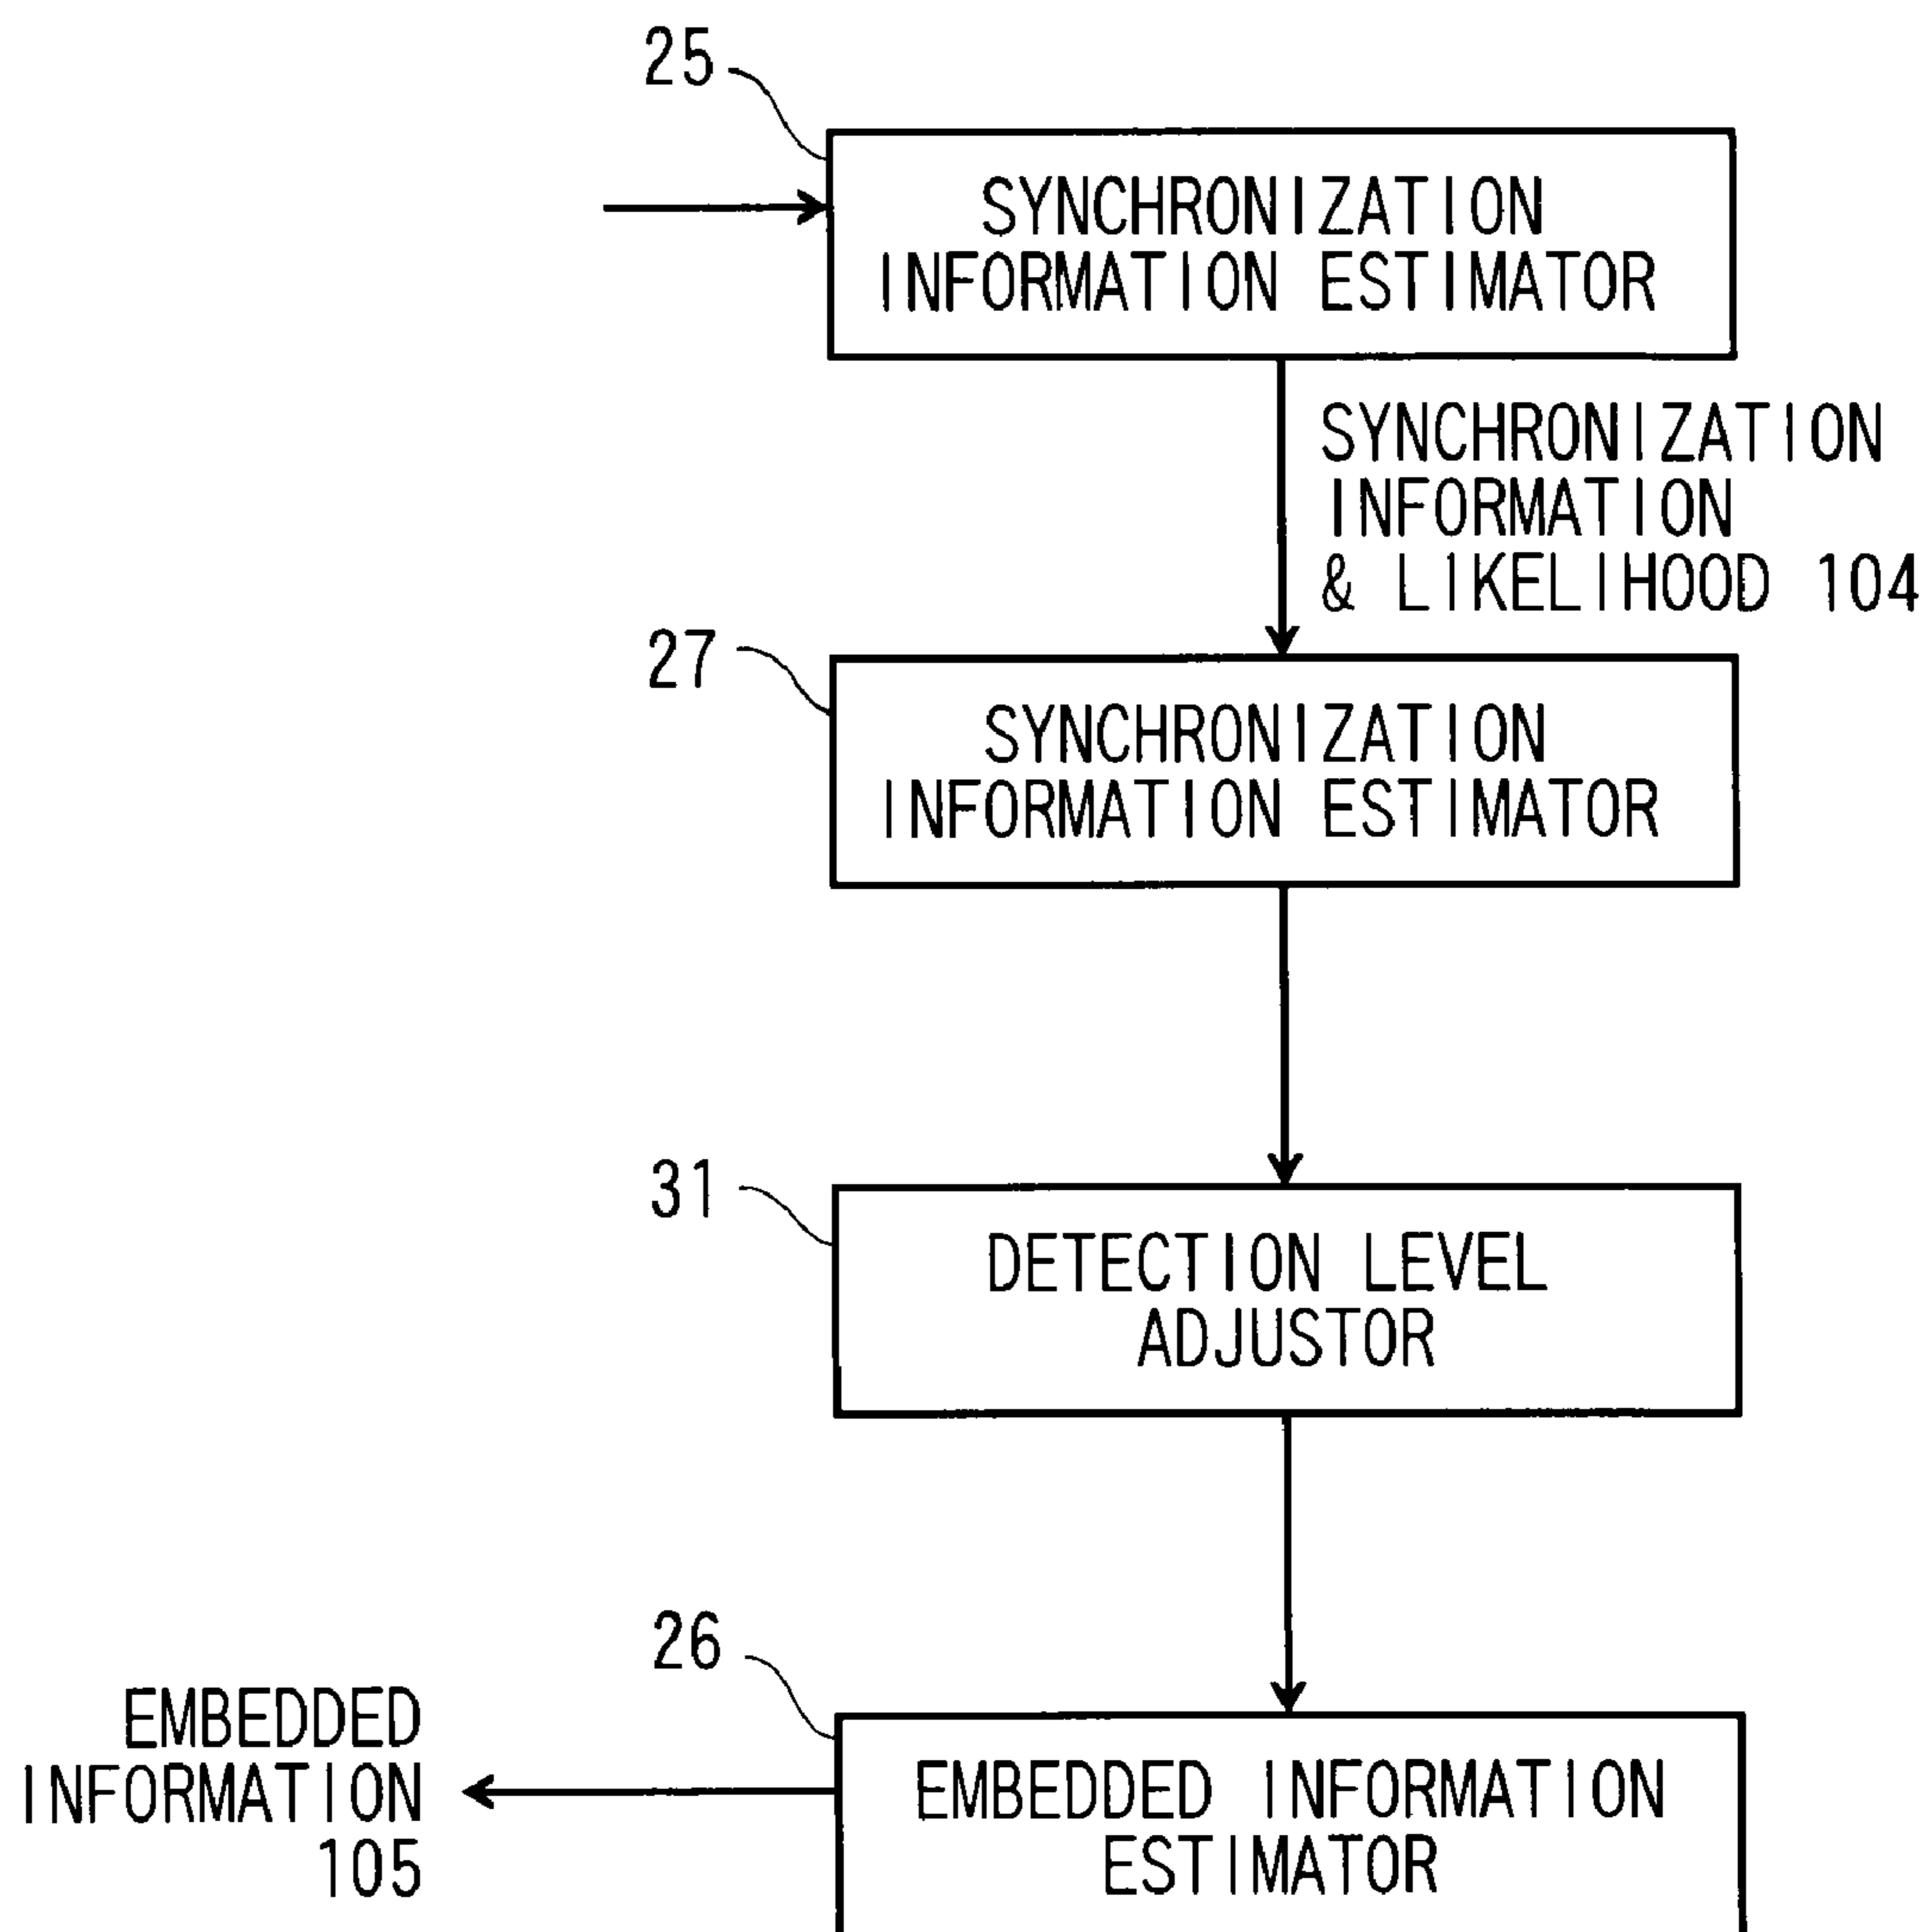 25
SYNCHRONIZATION
INFORMATION ESTIMATOR
SYNCHRONIZATION
INFORMATION
& LIKELIHOOD 104
27
SYNCHRONIZATION
INFORMATION ESTIMATOR
31
DETECTION LEVEL
ADJUSTOR
26
EMBEDDED
INFORMATION
105
EMBEDDED INFORMATION
ESTIMATOR